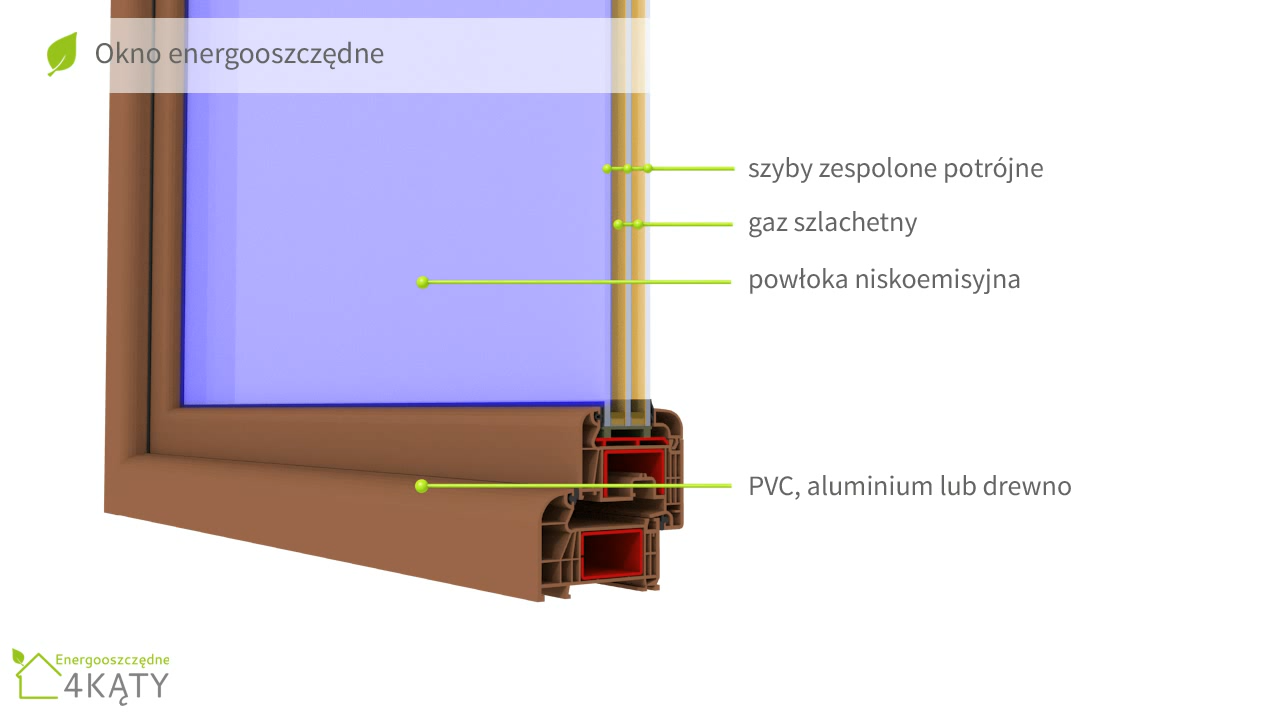 Okno energooszczędne
szyby zespolone potrójne
gaz szlachetny
powłoka niskoemisyjna
PVC, aluminium lub drewno
Energooszczędne
4KĄTY